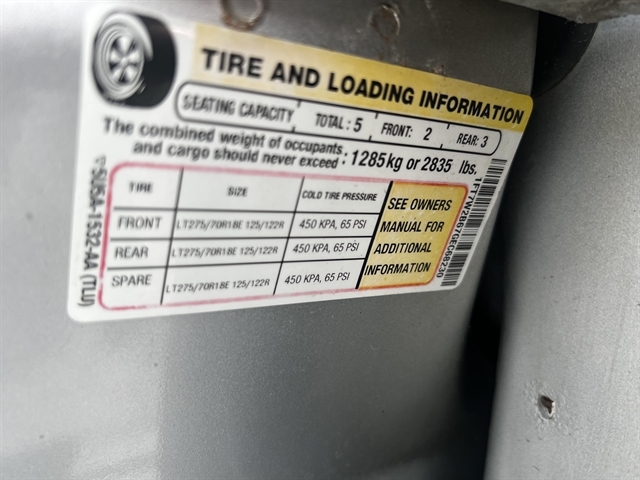 TIRE AND LOADING INFORMATION
SEATING CAPACITY TOTAL: 5 FRONT: 2 REAR: 3
The combined weight of occupants
and cargo should never exceed: 1285kg or 2835 lbs.
TIRE SIZE COLD TIRE PRESSURE
FRONT LT275/70R18E 125/122R 450 KPA, 65 PSI
REAR LT275/70R18E 125/122R 450 KPA, 65 PSI
SPARE LT275/70R18E 125/122R 450 KPA, 65 PSI
SEE OWNERS
MANUAL FOR
ADDITIONAL
INFORMATION
5U5A-1532-AA (TLU)
1FT7W2B67GEC68230